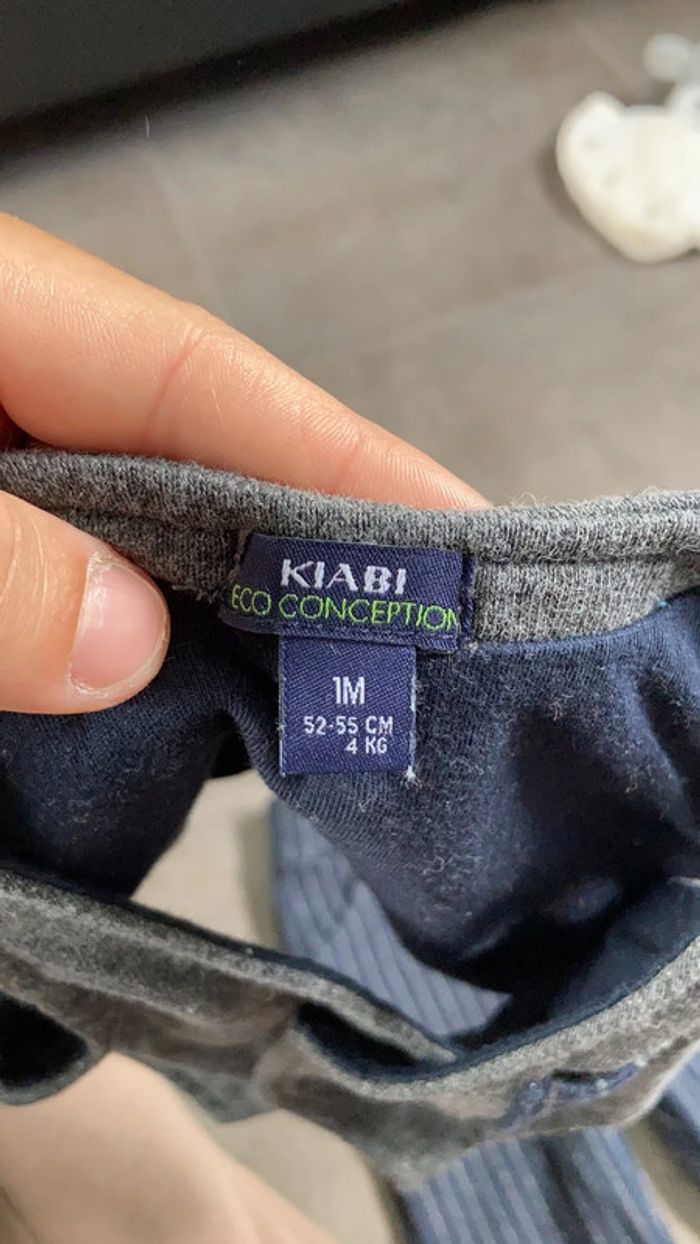 KIABI
ECO CONCEPTION
1M
52-55 CM
4 KG